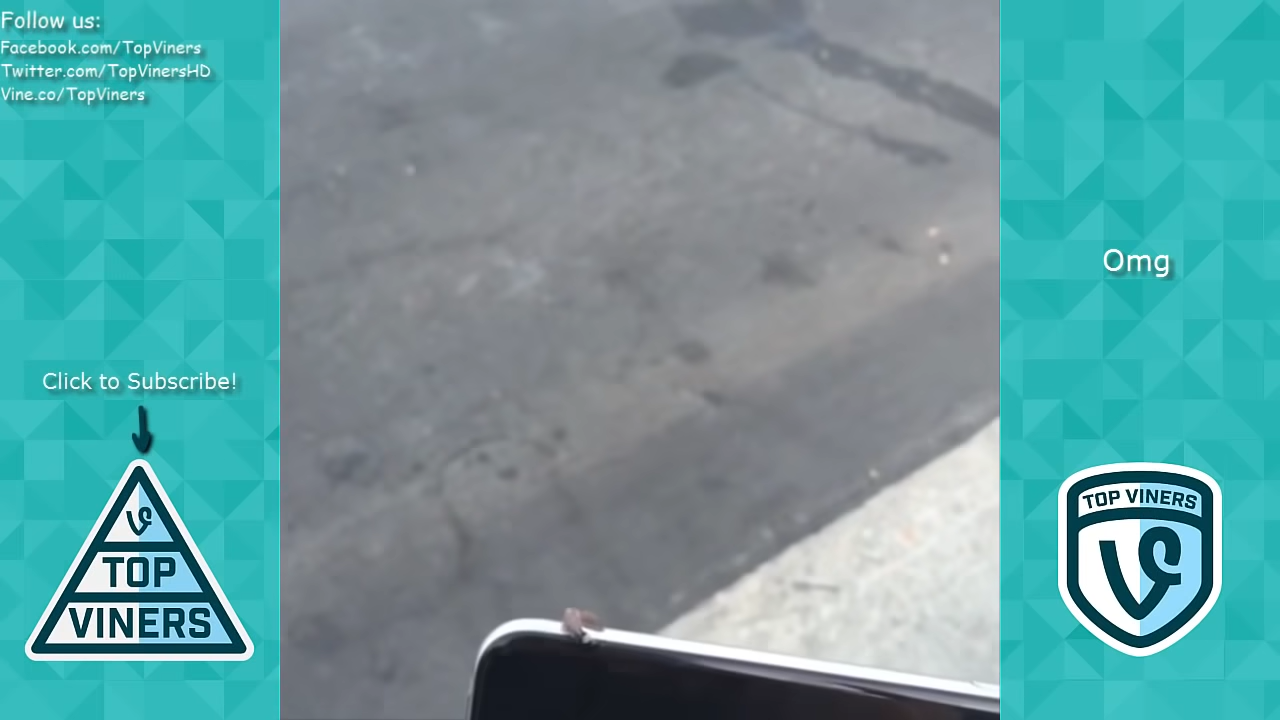 Follow us:
Facebook.com/TopViners
Twitter.com/TopVinersHD
Vine.co/TopViners
Omg
Click to Subscribe!
TOP
VINERS
TOP VINERS